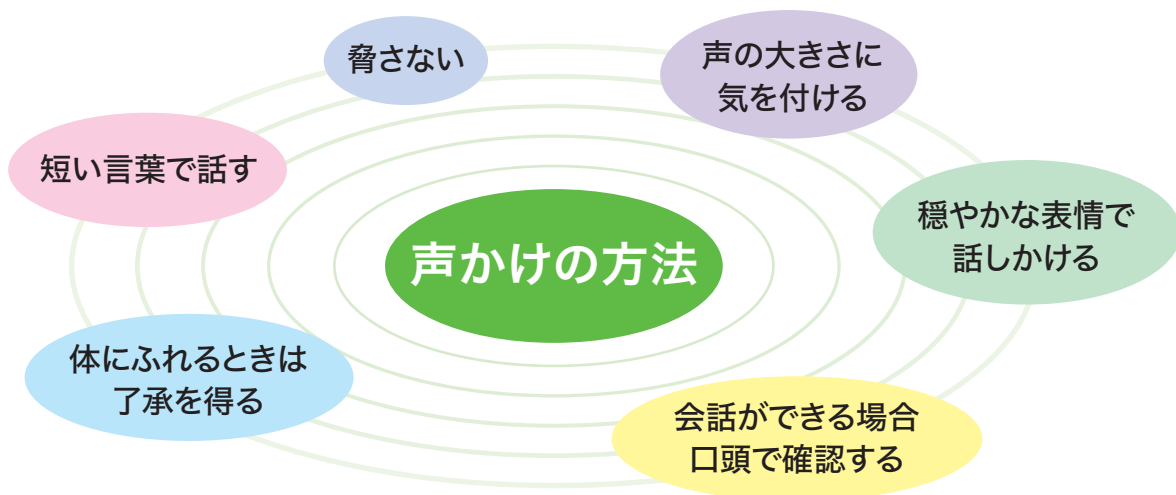 脅さない
声の大きさに
気を付ける
短い言葉で話す
穏やかな表情で
話しかける
声かけの方法
体にふれるときは
了承を得る
会話ができる場合
口頭で確認する